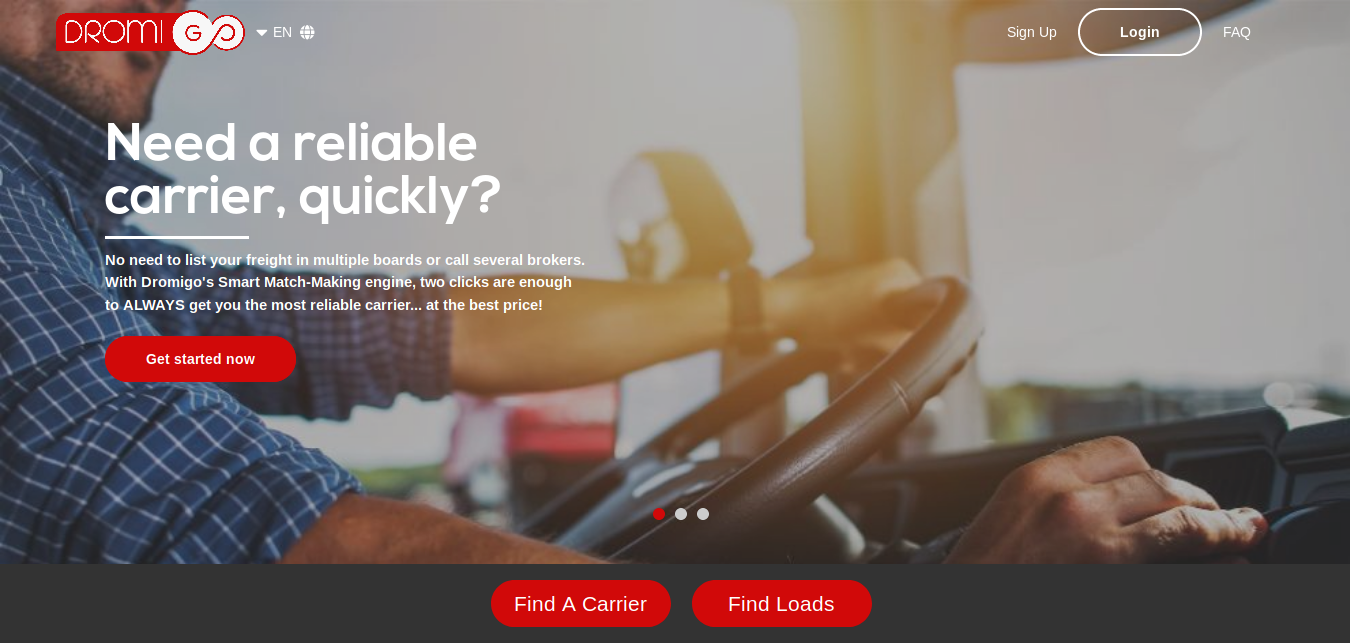 DROMIGO
EN
Sign Up
Login
FAQ
Need a reliable
carrier, quickly?
No need to list your freight in multiple boards or call several brokers.
With Dromigo's Smart Match-Making engine, two clicks are enough
to ALWAYS get you the most reliable carrier... at the best price!
Get started now
Find A Carrier
Find Loads